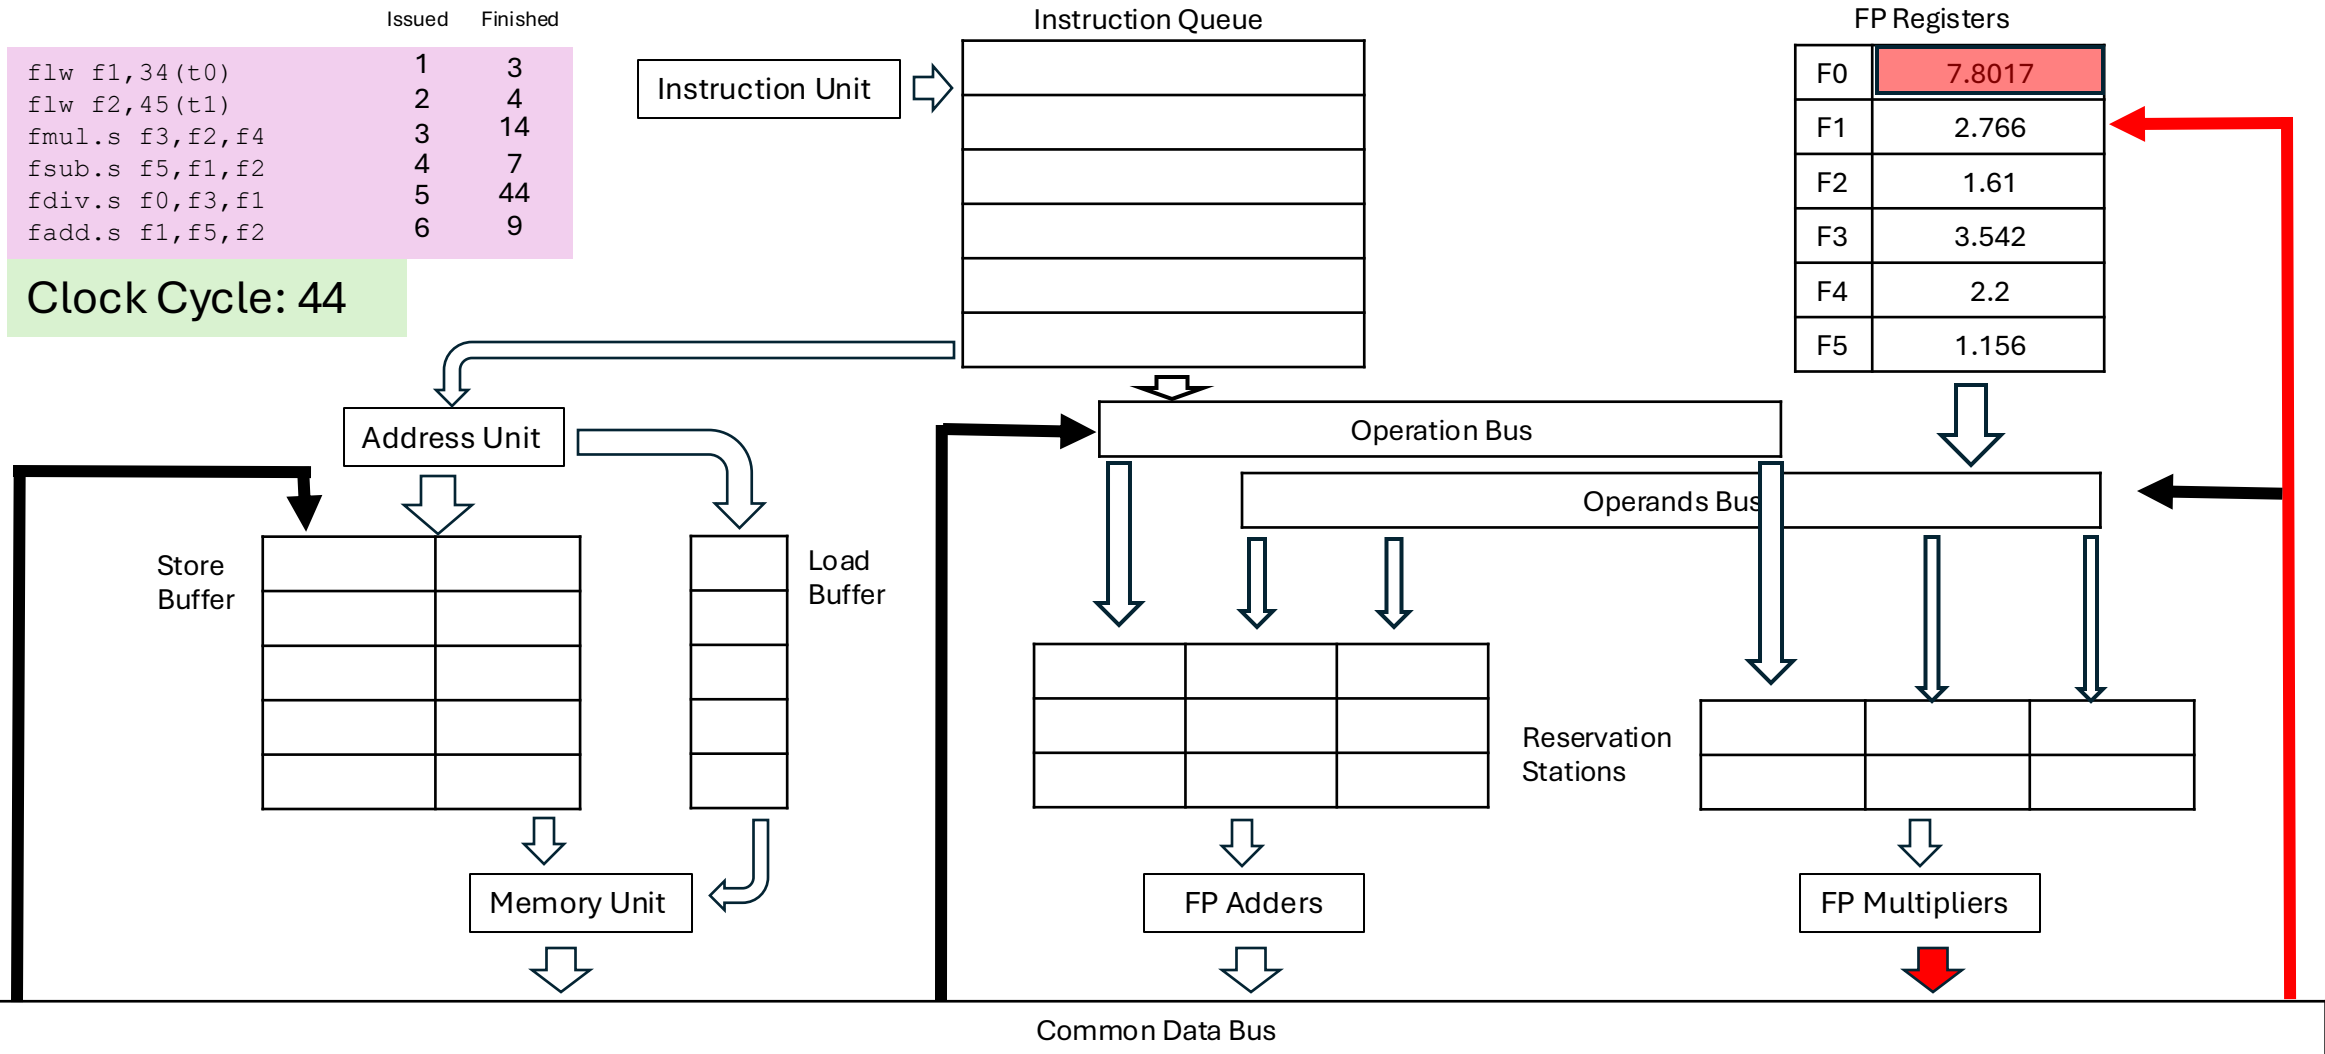 Issued Finished
flw f1,34(t0) 1 3
flw f2,45(t1) 2 4
fmul.s f3,f2,f4 3 14
fsub.s f5,f1,f2 4 7
fdiv.s f0,f3,f1 5 44
fadd.s f1,f5,f2 6 9
Clock Cycle: 44
Instruction Unit
Instruction Queue
FP Registers
F0 7.8017
F1 2.766
F2 1.61
F3 3.542
F4 2.2
F5 1.156
Address Unit
Operation Bus
Operands Bus
Store
Buffer
Load
Buffer
Reservation
Stations
Memory Unit
FP Adders
FP Multipliers
Common Data Bus